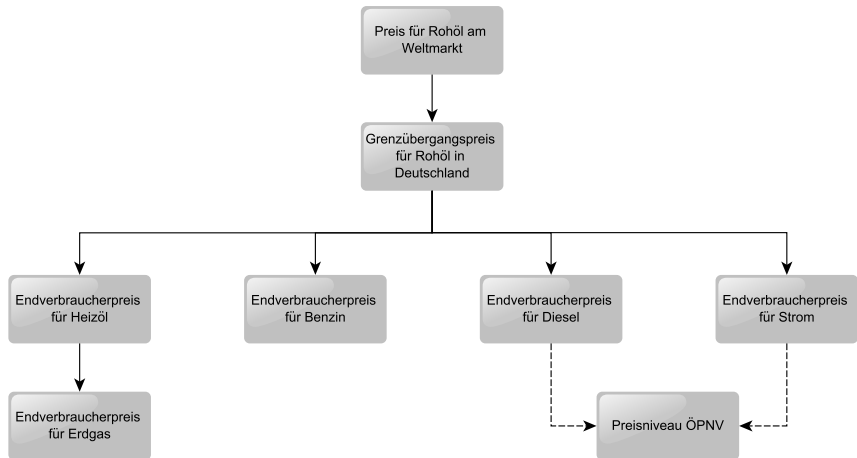 Preis für Rohöl am
Weltmarkt
Grenzübergangspreis
für Rohöl in
Deutschland
Endverbraucherpreis
für Heizöl
Endverbraucherpreis
für Benzin
Endverbraucherpreis
für Diesel
Endverbraucherpreis
für Strom
Endverbraucherpreis
für Erdgas
Preisniveau ÖPNV